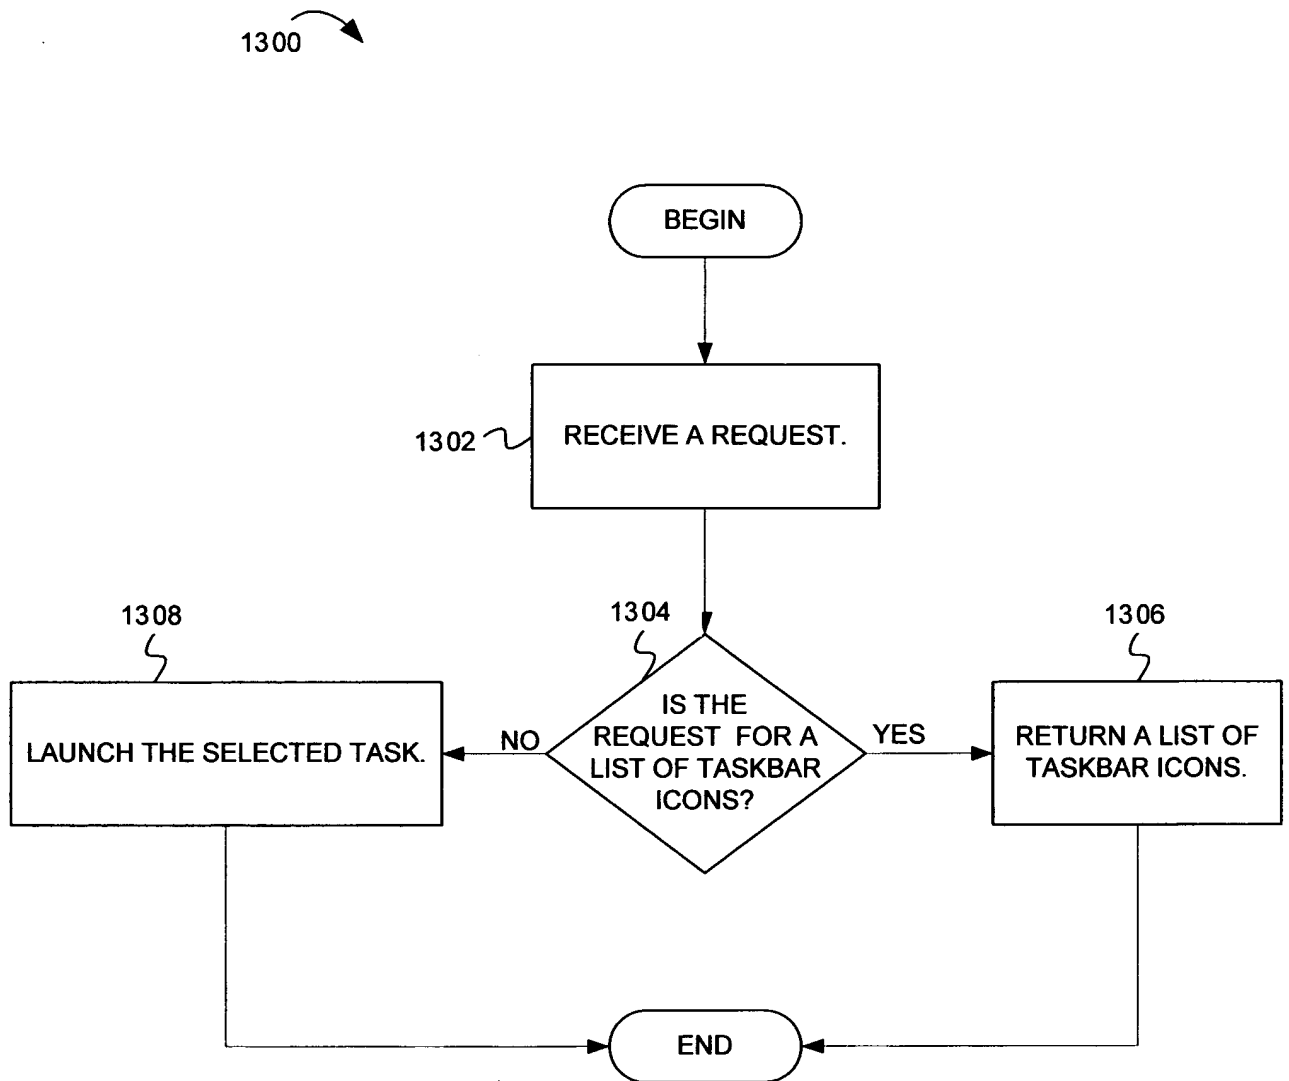 1300
BEGIN
1302
RECEIVE A REQUEST.
1308
1304
1306
LAUNCH THE SELECTED TASK.
NO
IS THE
REQUEST FOR A
LIST OF TASKBAR
ICONS?
YES
RETURN A LIST OF
TASKBAR ICONS.
END